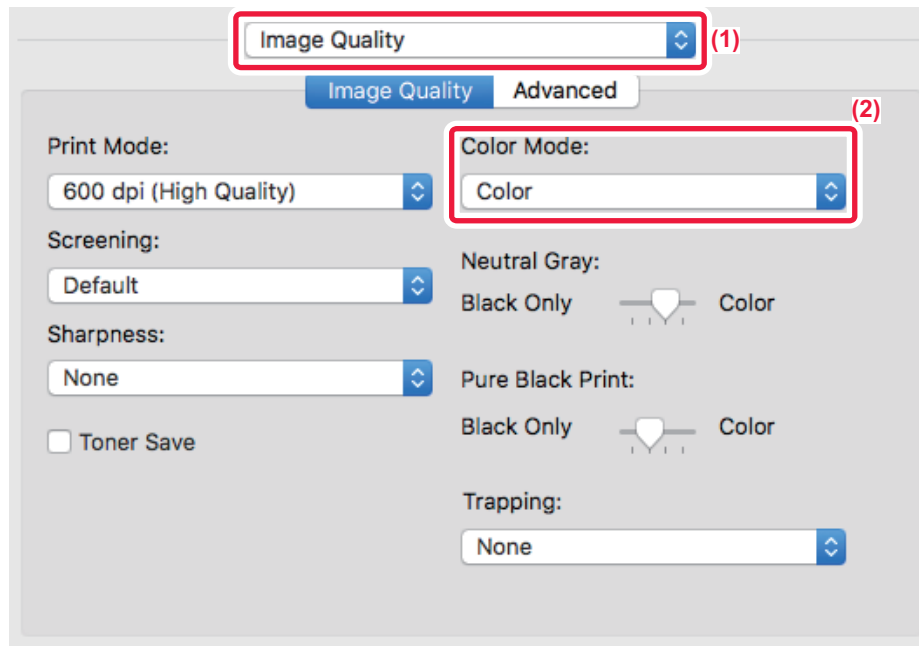 Image Quality
(1)
Image Quality
Advanced
(2)
Print Mode:
600 dpi (High Quality)
Screening:
Default
Sharpness:
None
Toner Save
Color Mode:
Color
Neutral Gray:
Black Only Color
Pure Black Print:
Black Only Color
Trapping:
None